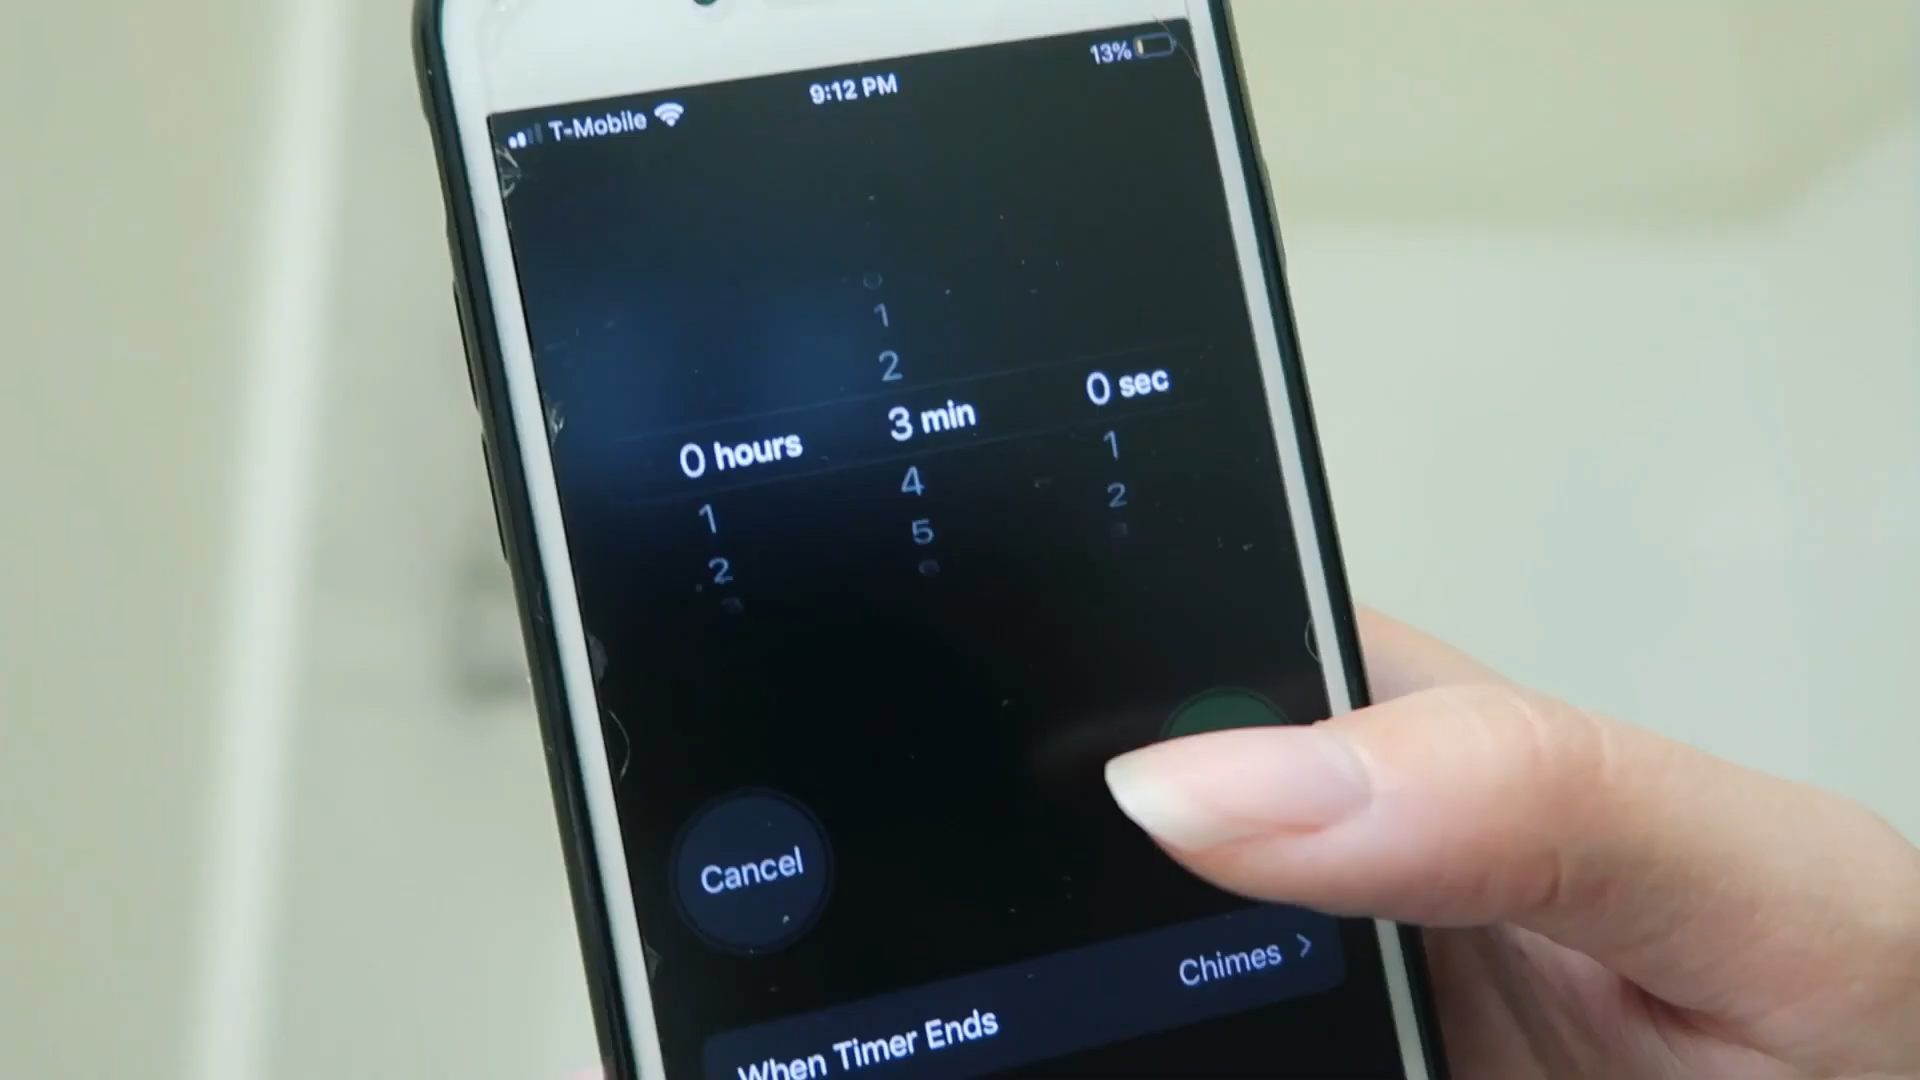 9:12 PM
13%
T-Mobile
1
2
0 hours 3 min 0 sec
1 4 1
2 5 2
Cancel
When Timer Ends Chimes >